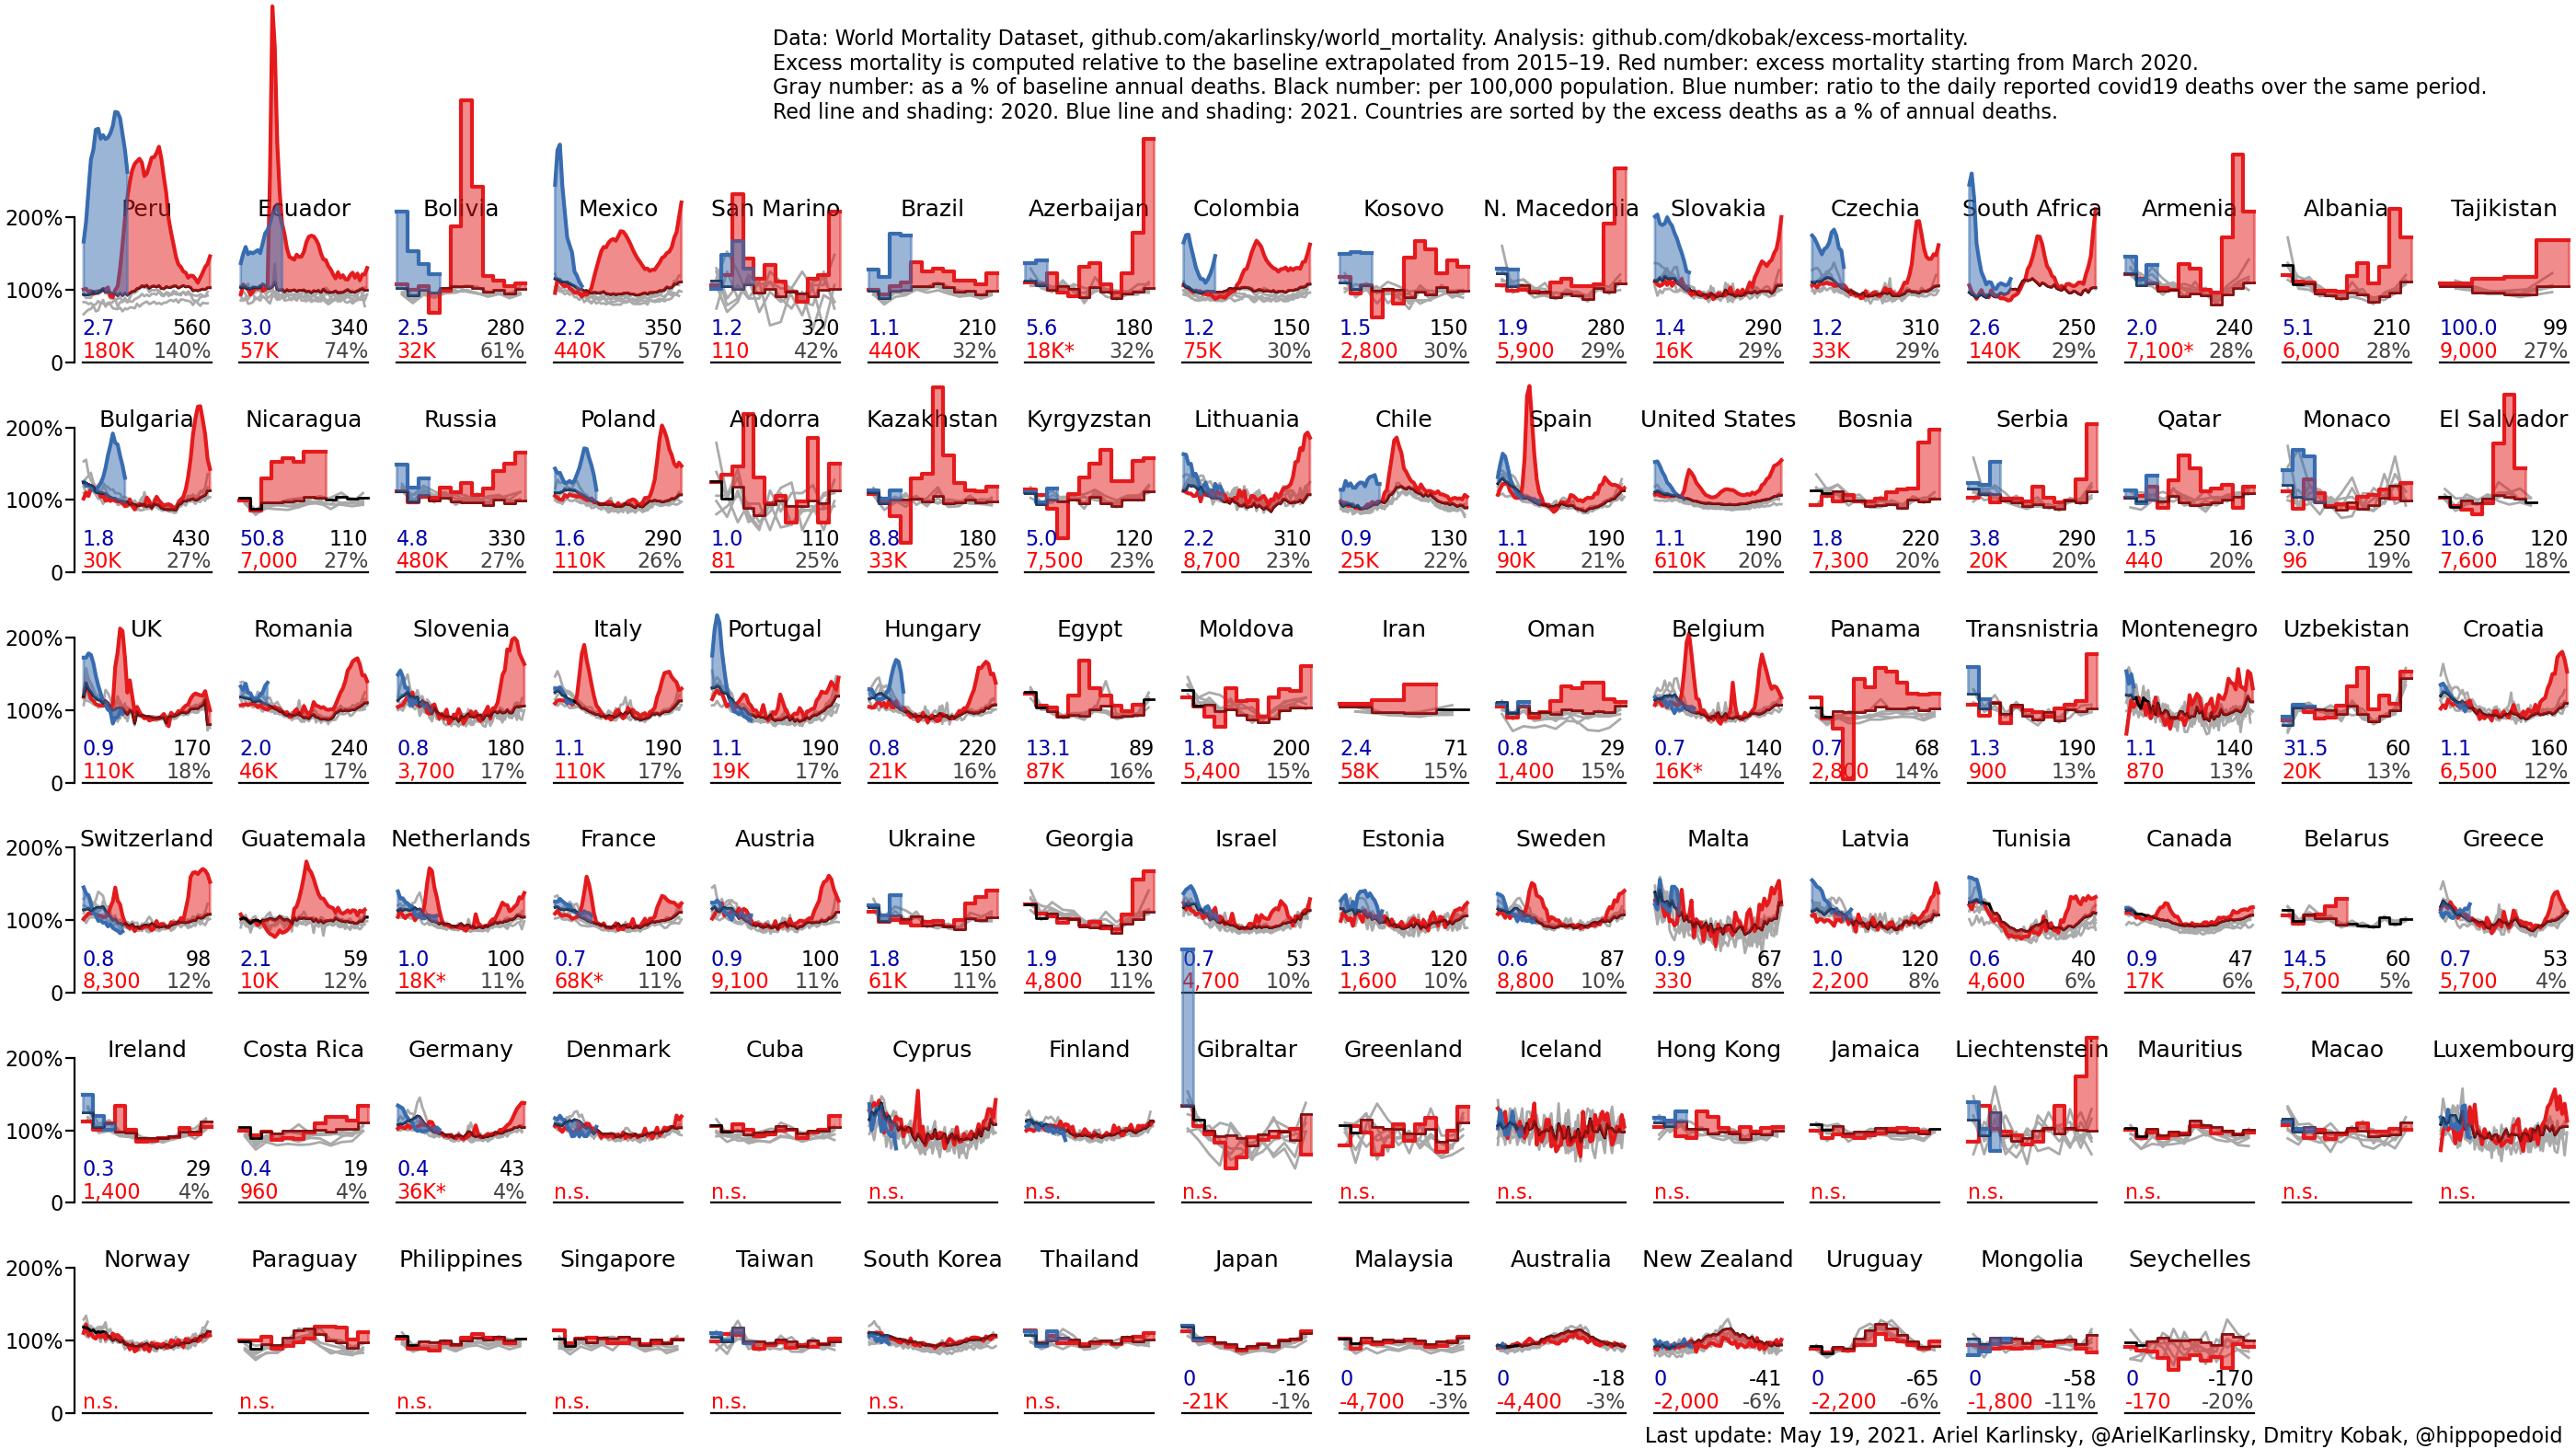 Data: World Mortality Dataset, github.com/akarlinsky/world_mortality. Analysis: github.com/dkobak/excess-mortality.
Excess mortality is computed relative to the baseline extrapolated from 2015–19. Red number: excess mortality starting from March 2020.
Gray number: as a % of baseline annual deaths. Black number: per 100,000 population. Blue number: ratio to the daily reported covid19 deaths over the same period.
Red line and shading: 2020. Blue line and shading: 2021. Countries are sorted by the excess deaths as a % of annual deaths.
Peru Ecuador Bolivia Mexico San Marino Brazil Azerbaijan Colombia Kosovo N. Macedonia Slovakia Czechia South Africa Armenia Albania Tajikistan
200%
100%
2.7 560 3.0 340 2.5 280 2.2 350 1.2 320 1.1 210 5.6 180 1.2 150 1.5 150 1.9 280 1.4 290 1.2 310 2.6 250 2.0 240 5.1 210 100.0 99
180K 140% 57K 74% 32K 61% 440K 57% 110 42% 440K 32% 18K* 32% 75K 30% 2,800 30% 5,900 29% 16K 29% 33K 29% 140K 29% 7,100* 28% 6,000 28% 9,000 27%
0
Bulgaria Nicaragua Russia Poland Andorra Kazakhstan Kyrgyzstan Lithuania Chile Spain United States Bosnia Serbia Qatar Monaco El Salvador
200%
100%
1.8 430 50.8 110 4.8 330 1.6 290 1.0 110 8.8 180 5.0 120 2.2 310 0.9 130 1.1 190 1.1 190 1.8 220 3.8 290 1.5 16 3.0 250 10.6 120
30K 27% 7,000 27% 480K 27% 110K 26% 81 25% 33K 25% 7,500 23% 8,700 23% 25K 22% 90K 21% 610K 20% 7,300 20% 20K 20% 440 20% 96 19% 7,600 18%
0
UK Romania Slovenia Italy Portugal Hungary Egypt Moldova Iran Oman Belgium Panama Transnistria Montenegro Uzbekistan Croatia
200%
100%
0.9 170 2.0 240 0.8 180 1.1 190 1.1 190 0.8 220 13.1 89 1.8 200 2.4 71 0.8 29 0.7 140 0.7 68 1.3 190 1.1 140 31.5 60 1.1 160
110K 18% 46K 17% 3,700 17% 110K 17% 19K 17% 21K 16% 87K 16% 5,400 15% 58K 15% 1,400 15% 16K* 14% 2,800 14% 900 13% 870 13% 20K 13% 6,500 12%
0
Switzerland Guatemala Netherlands France Austria Ukraine Georgia Israel Estonia Sweden Malta Latvia Tunisia Canada Belarus Greece
200%
100%
0.8 98 2.1 59 1.0 100 0.7 100 0.9 100 1.8 150 1.9 130 0.7 53 1.3 120 0.6 87 0.9 67 1.0 120 0.6 40 0.9 47 14.5 60 0.7 53
8,300 12% 10K 12% 18K* 11% 68K* 11% 9,100 11% 61K 11% 4,800 11% 4,700 10% 1,600 10% 8,800 10% 330 8% 2,200 8% 4,600 6% 17K 6% 5,700 5% 5,700 4%
0
Ireland Costa Rica Germany Denmark Cuba Cyprus Finland Gibraltar Greenland Iceland Hong Kong Jamaica Liechtenstein Mauritius Macao Luxembourg
200%
100%
0.3 29 0.4 19 0.4 43
1,400 4% 960 4% 36K* 4% n.s. n.s. n.s. n.s. n.s. n.s. n.s. n.s. n.s. n.s. n.s. n.s. n.s.
0
Norway Paraguay Philippines Singapore Taiwan South Korea Thailand Japan Malaysia Australia New Zealand Uruguay Mongolia Seychelles
200%
100%
0 -16 0 -15 0 -18 0 -41 0 -65 0 -58 0 -170
n.s. n.s. n.s. n.s. n.s. n.s. n.s. -21K -1% -4,700 -3% -4,400 -3% -2,000 -6% -2,200 -6% -1,800 -11% -170 -20%
0
Last update: May 19, 2021. Ariel Karlinsky, @ArielKarlinsky, Dmitry Kobak, @hippopedoid